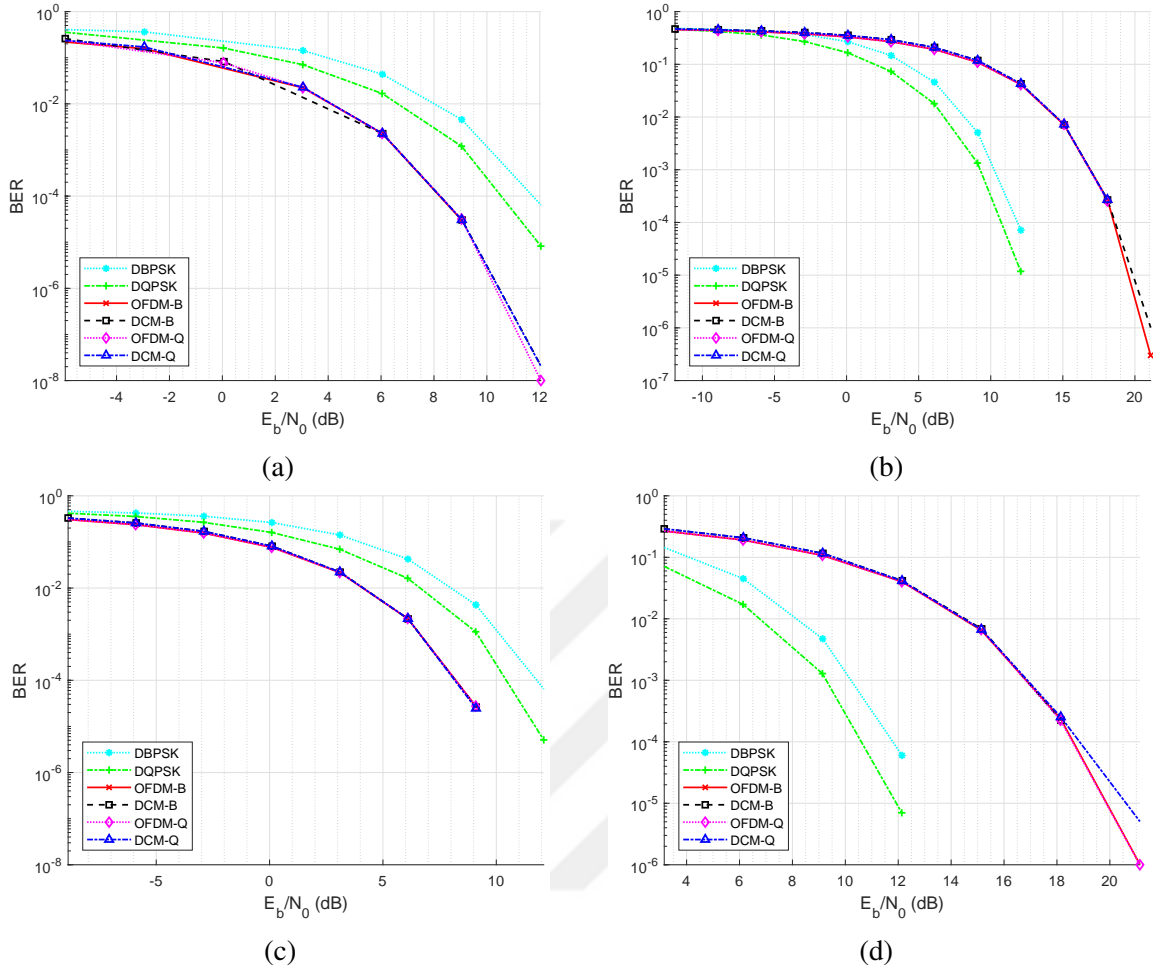 10^0
10^-2
10^-4
10^-6
10^-8
BER
-4
-2
0
2
4
6
8
10
12
E_b/N_0 (dB)
DBPSK
DQPSK
OFDM-B
DCM-B
OFDM-Q
DCM-Q
(a)
10^0
10^-1
10^-2
10^-3
10^-4
10^-5
10^-6
10^-7
BER
-10
-5
0
5
10
15
20
E_b/N_0 (dB)
DBPSK
DQPSK
OFDM-B
DCM-B
OFDM-Q
DCM-Q
(b)
10^0
10^-2
10^-4
10^-6
10^-8
BER
-5
0
5
10
E_b/N_0 (dB)
DBPSK
DQPSK
OFDM-B
DCM-B
OFDM-Q
DCM-Q
(c)
10^0
10^-1
10^-2
10^-3
10^-4
10^-5
10^-6
BER
4
6
8
10
12
14
16
18
20
E_b/N_0 (dB)
DBPSK
DQPSK
OFDM-B
DCM-B
OFDM-Q
DCM-Q
(d)